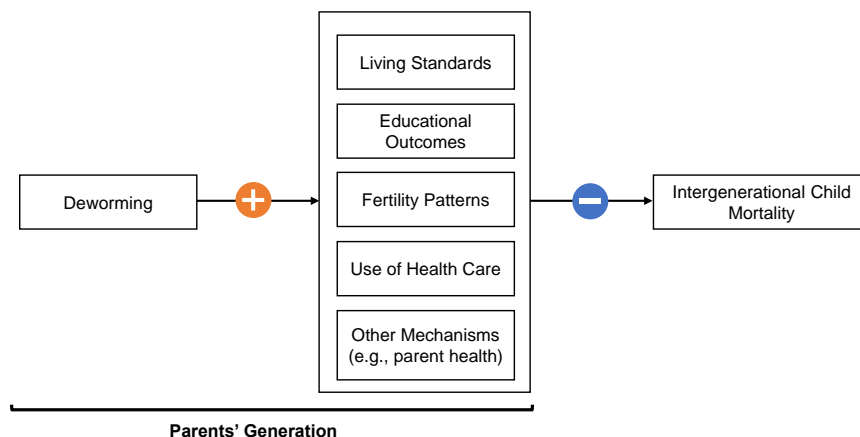 Living Standards
Educational
Outcomes
Deworming
Fertility Patterns
Intergenerational Child
Mortality
Use of Health Care
Other Mechanisms
(e.g., parent health)
Parents’ Generation